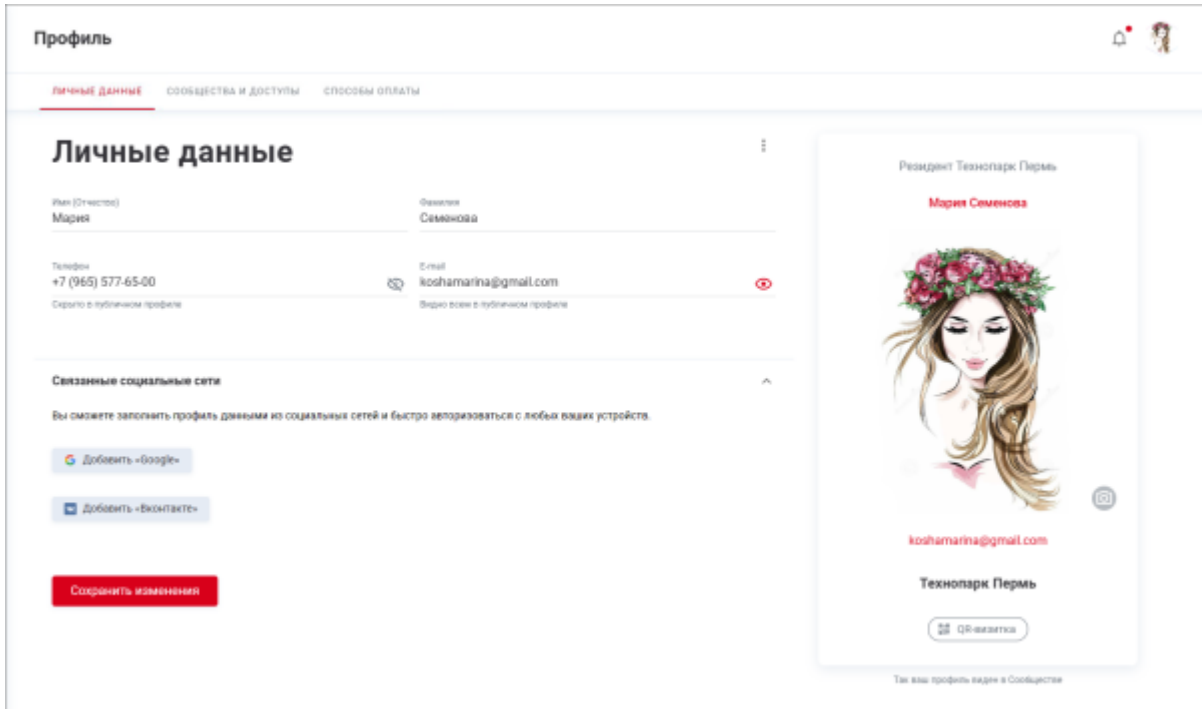 Профиль
ЛИЧНЫЕ ДАННЫЕ СООБЩЕСТВА И ДОСТУПЫ СПОСОБЫ ОПЛАТЫ
Личные данные
Имя (Отчество) Фамилия
Мария Семенова
Телефон E-mail
+7 (965) 577-65-00 koshamarina@gmail.com
Скрыто в публичном профиле Видно всем в публичном профиле
Связанные социальные сети
Вы сможете заполнить профиль данными из социальных сетей и быстро авторизоваться с любых ваших устройств.
Добавить «Google»
Добавить «Вконтакте»
Сохранить изменения
Резидент Технопарк Пермь
Мария Семенова
koshamarina@gmail.com
Технопарк Пермь
QR-визитка
Так ваш профиль виден в Сообществе